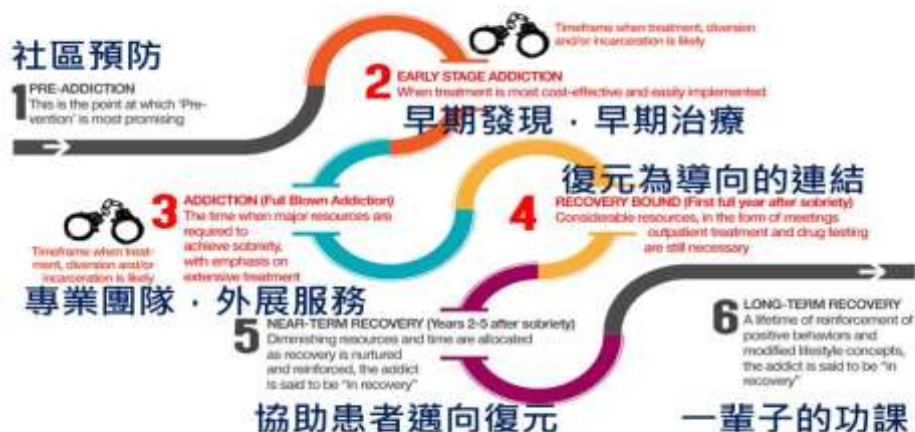 社區預防
1 PRE-ADDICTION
This is the point at which 'Pre-
vention' is most promising
Timeframe when treatment, diversion
and/or incarceration is likely
2 EARLY STAGE ADDICTION
When treatment is most cost-effective and easily implemented
早期發現．早期治療
3 ADDICTION (Full Blown Addiction)
The time when major resources are
required to
achieve sobriety,
with emphasis on
extensive treatment
Timeframe when treat-
ment, diversion and/or
incarceration is likely
專業團隊．外展服務
復元為導向的連結
4 RECOVERY BOUND (First full year after sobriety)
Considerable resources, in the form of meetings
outpatient treatment and drug testing
are still necessary
5 NEAR-TERM RECOVERY (Years 2-5 after sobriety)
Diminishing resources and time are allocated
as recovery is nurtured
and reinforced, the addict
is said to be "in recovery"
協助患者邁向復元
6 LONG-TERM RECOVERY
A lifetime of reinforcement of
positive behaviors and
modified lifestyle concepts,
the addict is said to be "in
recovery"
一輩子的功課